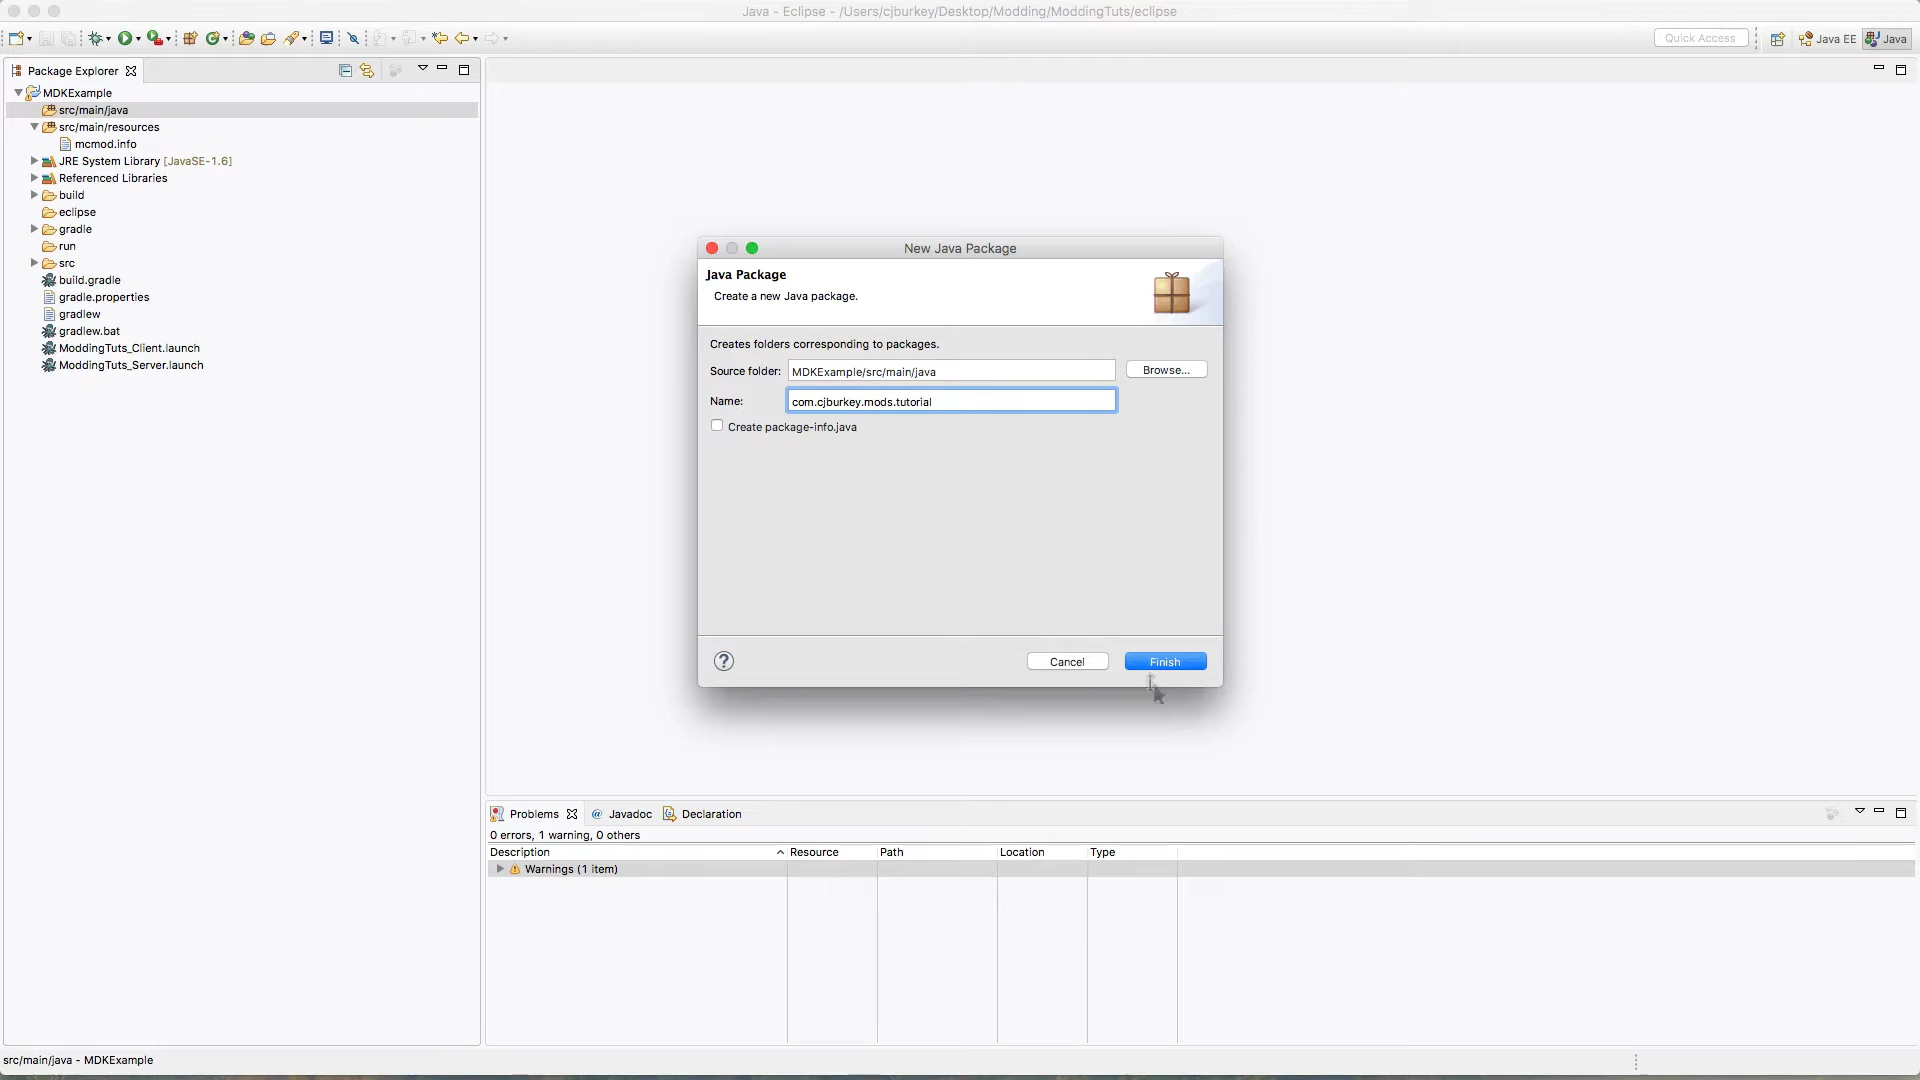 Java - Eclipse - /Users/cjburkey/Desktop/Modding/ModdingTuts/eclipse
Quick Access
Java EE
Java
Package Explorer
MDKExample
src/main/java
src/main/resources
mcmod.info
JRE System Library [JavaSE-1.6]
Referenced Libraries
build
eclipse
gradle
run
src
build.gradle
gradle.properties
gradlew
gradlew.bat
ModdingTuts_Client.launch
ModdingTuts_Server.launch
New Java Package
Java Package
Create a new Java package.
Creates folders corresponding to packages.
Source folder: MDKExample/src/main/java Browse...
Name: com.cjburkey.mods.tutorial
Create package-info.java
? Cancel Finish
Problems @ Javadoc Declaration
0 errors, 1 warning, 0 others
Description Resource Path Location Type
Warnings (1 item)
src/main/java - MDKExample